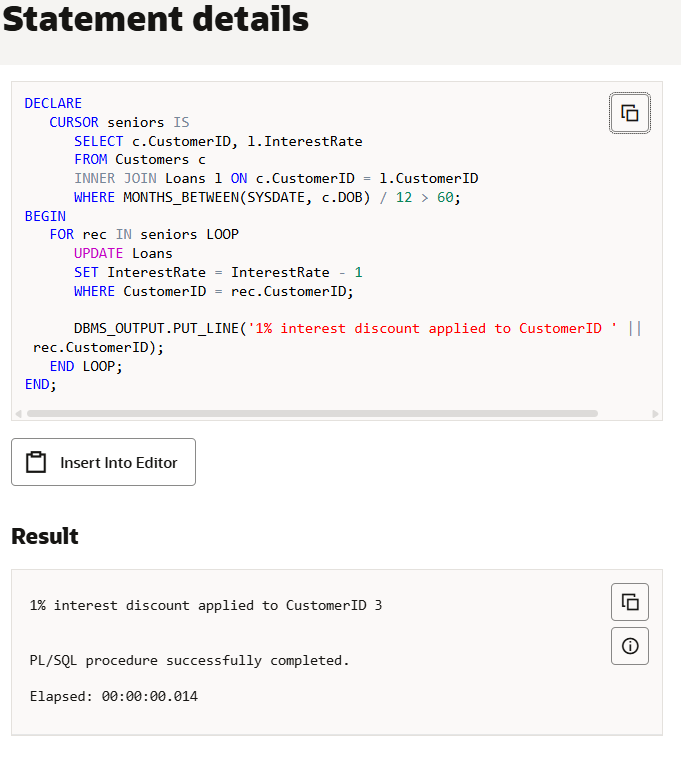 Statement details
DECLARE
CURSOR seniors IS
SELECT c.CustomerID, l.InterestRate
FROM Customers c
INNER JOIN Loans l ON c.CustomerID = l.CustomerID
WHERE MONTHS_BETWEEN(SYSDATE, c.DOB) / 12 > 60;
BEGIN
FOR rec IN seniors LOOP
UPDATE Loans
SET InterestRate = InterestRate - 1
WHERE CustomerID = rec.CustomerID;
DBMS_OUTPUT.PUT_LINE('1% interest discount applied to CustomerID ' ||
rec.CustomerID);
END LOOP;
END;
Insert Into Editor
Result
1% interest discount applied to CustomerID 3
PL/SQL procedure successfully completed.
Elapsed: 00:00:00.014